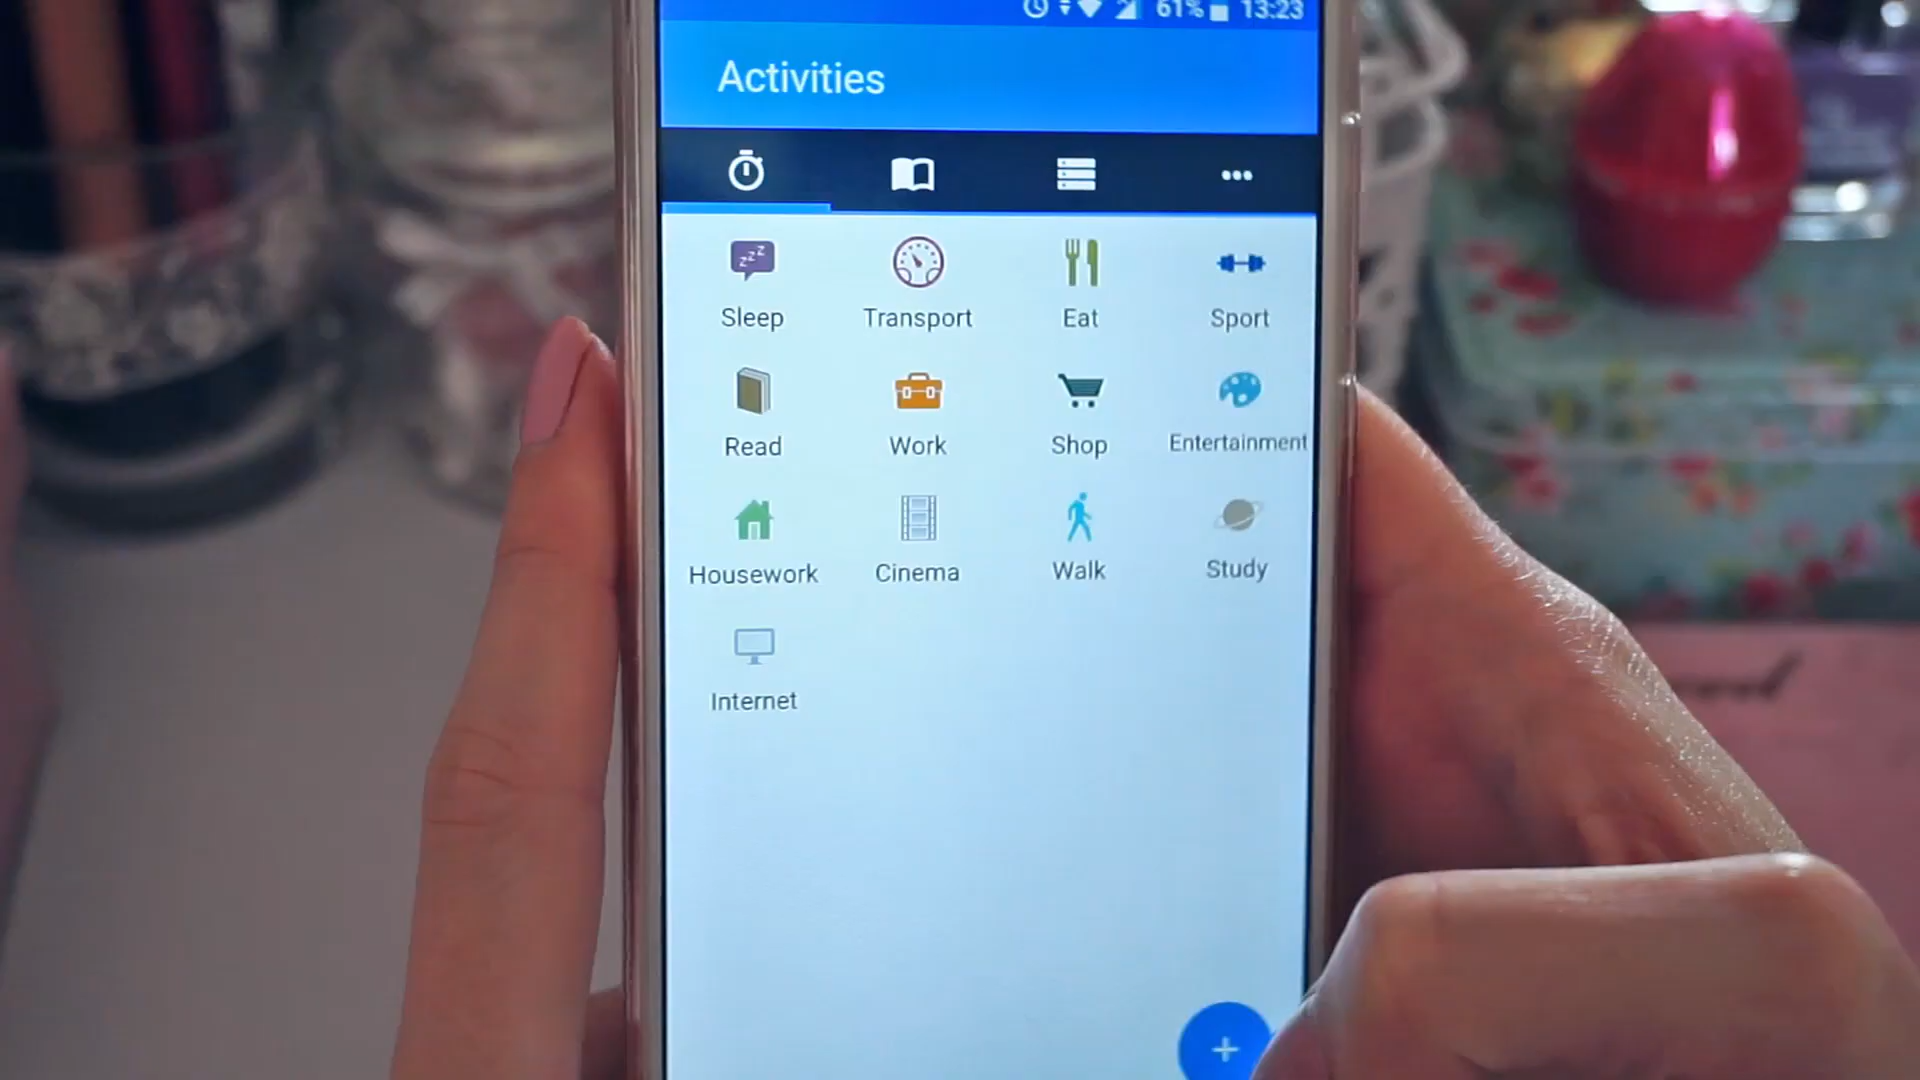 61% 13:23
Activities
Sleep Transport Eat Sport
Read Work Shop Entertainment
Housework Cinema Walk Study
Internet